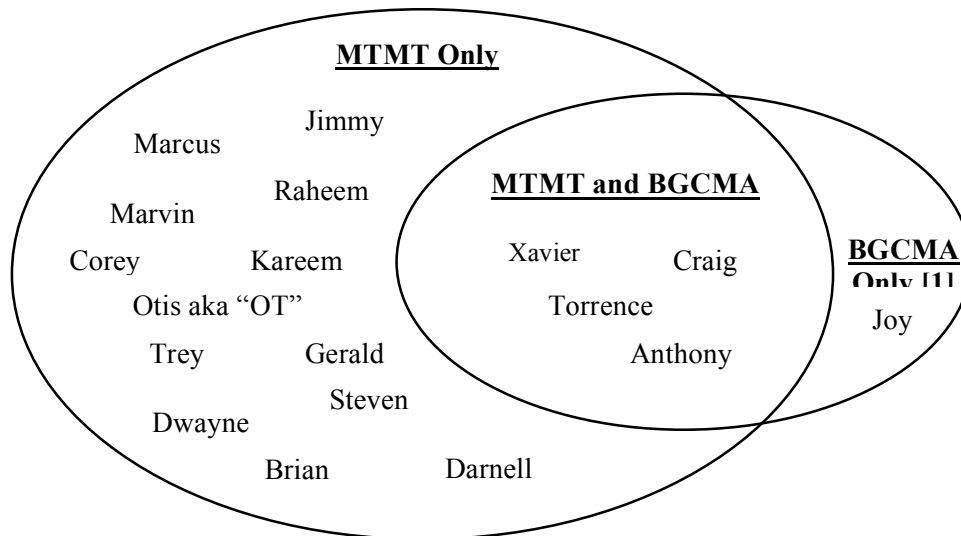 MTMT Only
Jimmy
Marcus
Raheem
Marvin
Corey
Kareem
Otis aka “OT”
Trey
Gerald
Steven
Dwayne
Brian
Darnell
MTMT and BGCMA
Xavier
Craig
Torrence
Anthony
BGCMA
Only [1]
Joy